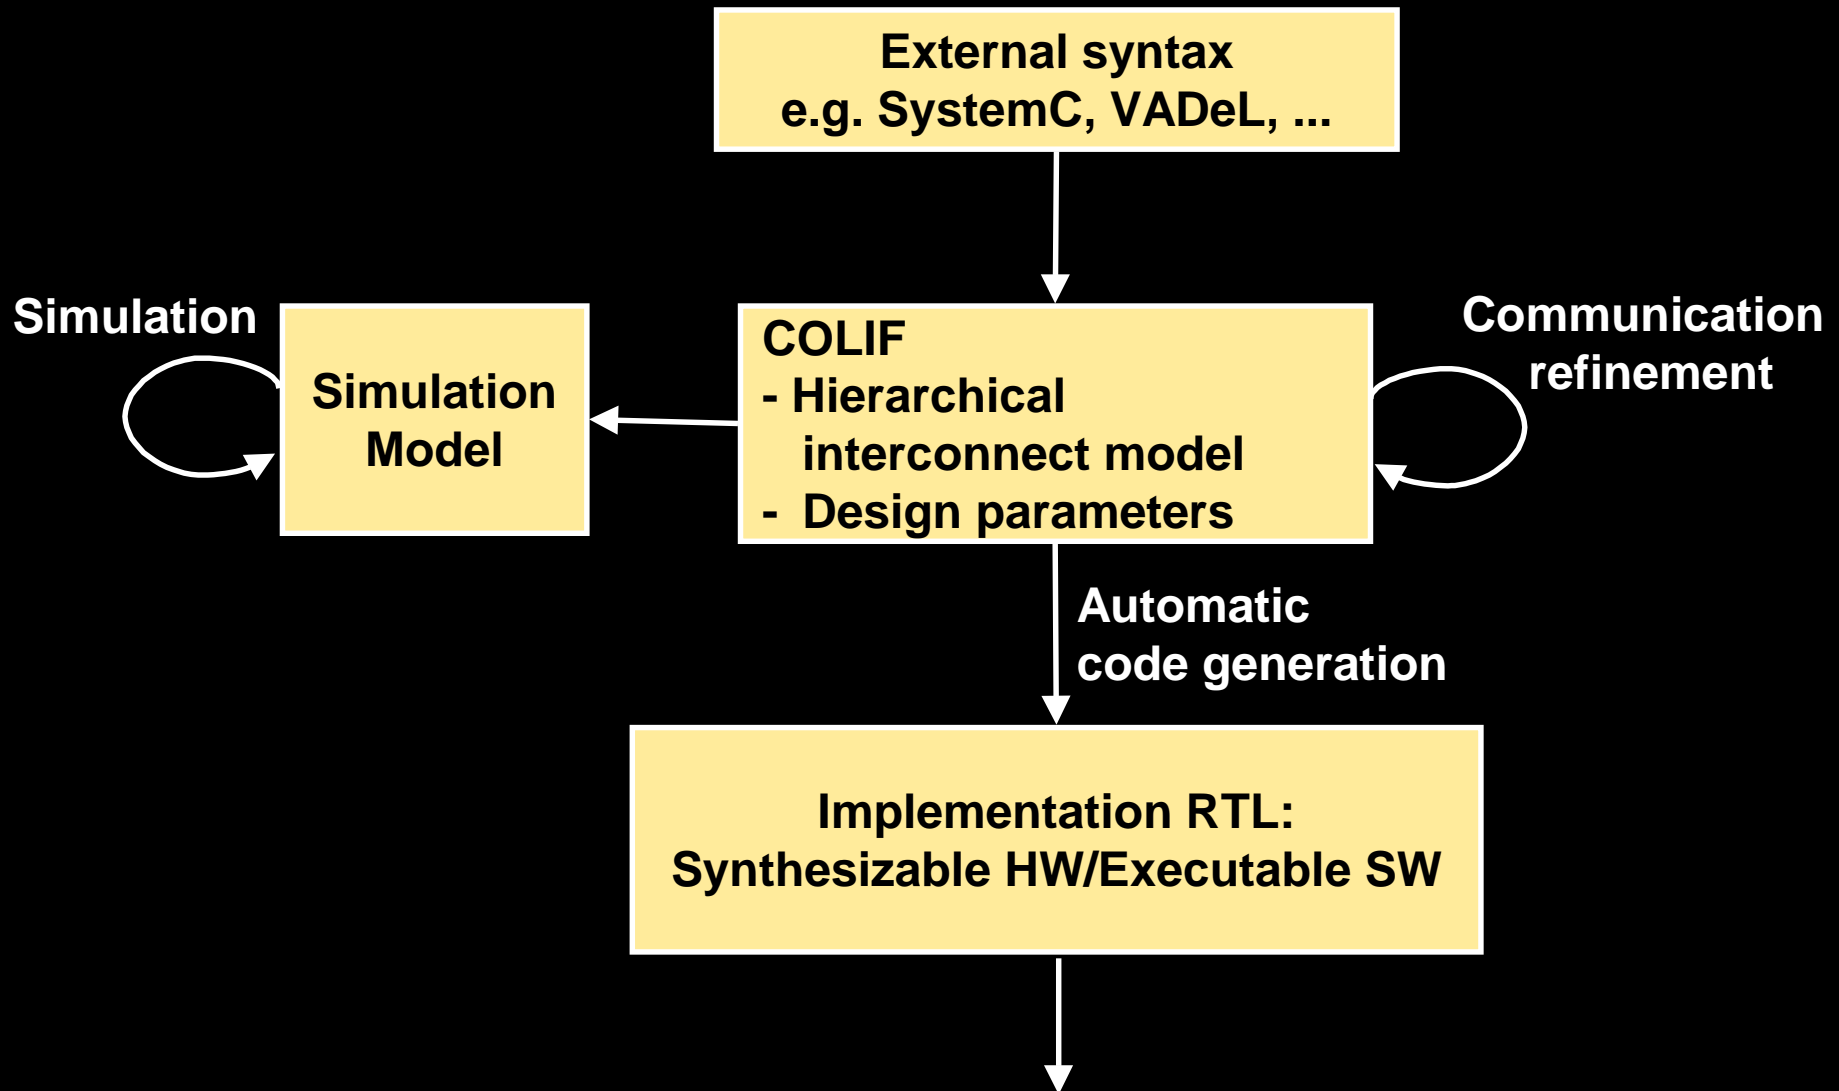 External syntax
e.g. SystemC, VADeL, ...
Simulation
Simulation
Model
COLIF
- Hierarchical
interconnect model
- Design parameters
Communication
refinement
Automatic
code generation
Implementation RTL:
Synthesizable HW/Executable SW